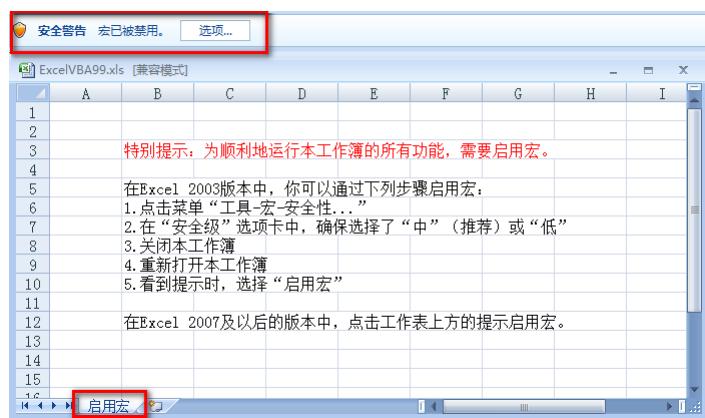 安全警告 宏已被禁用。 选项...
ExcelVBA99.xls [兼容模式]
A B C D E F G H I
1
2
3 特别提示：为顺利地运行本工作簿的所有功能，需要启用宏。
4
5 在Excel 2003版本中，你可以通过下列步骤启用宏：
6 1.点击菜单“工具-宏-安全性...”
7 2.在“安全级”选项卡中，确保选择了“中”（推荐）或“低”
8 3.关闭本工作簿
9 4.重新打开本工作簿
10 5.看到提示时，选择“启用宏”
11
12 在Excel 2007及以后的版本中，点击工作表上方的提示启用宏。
13
14
15
启用宏